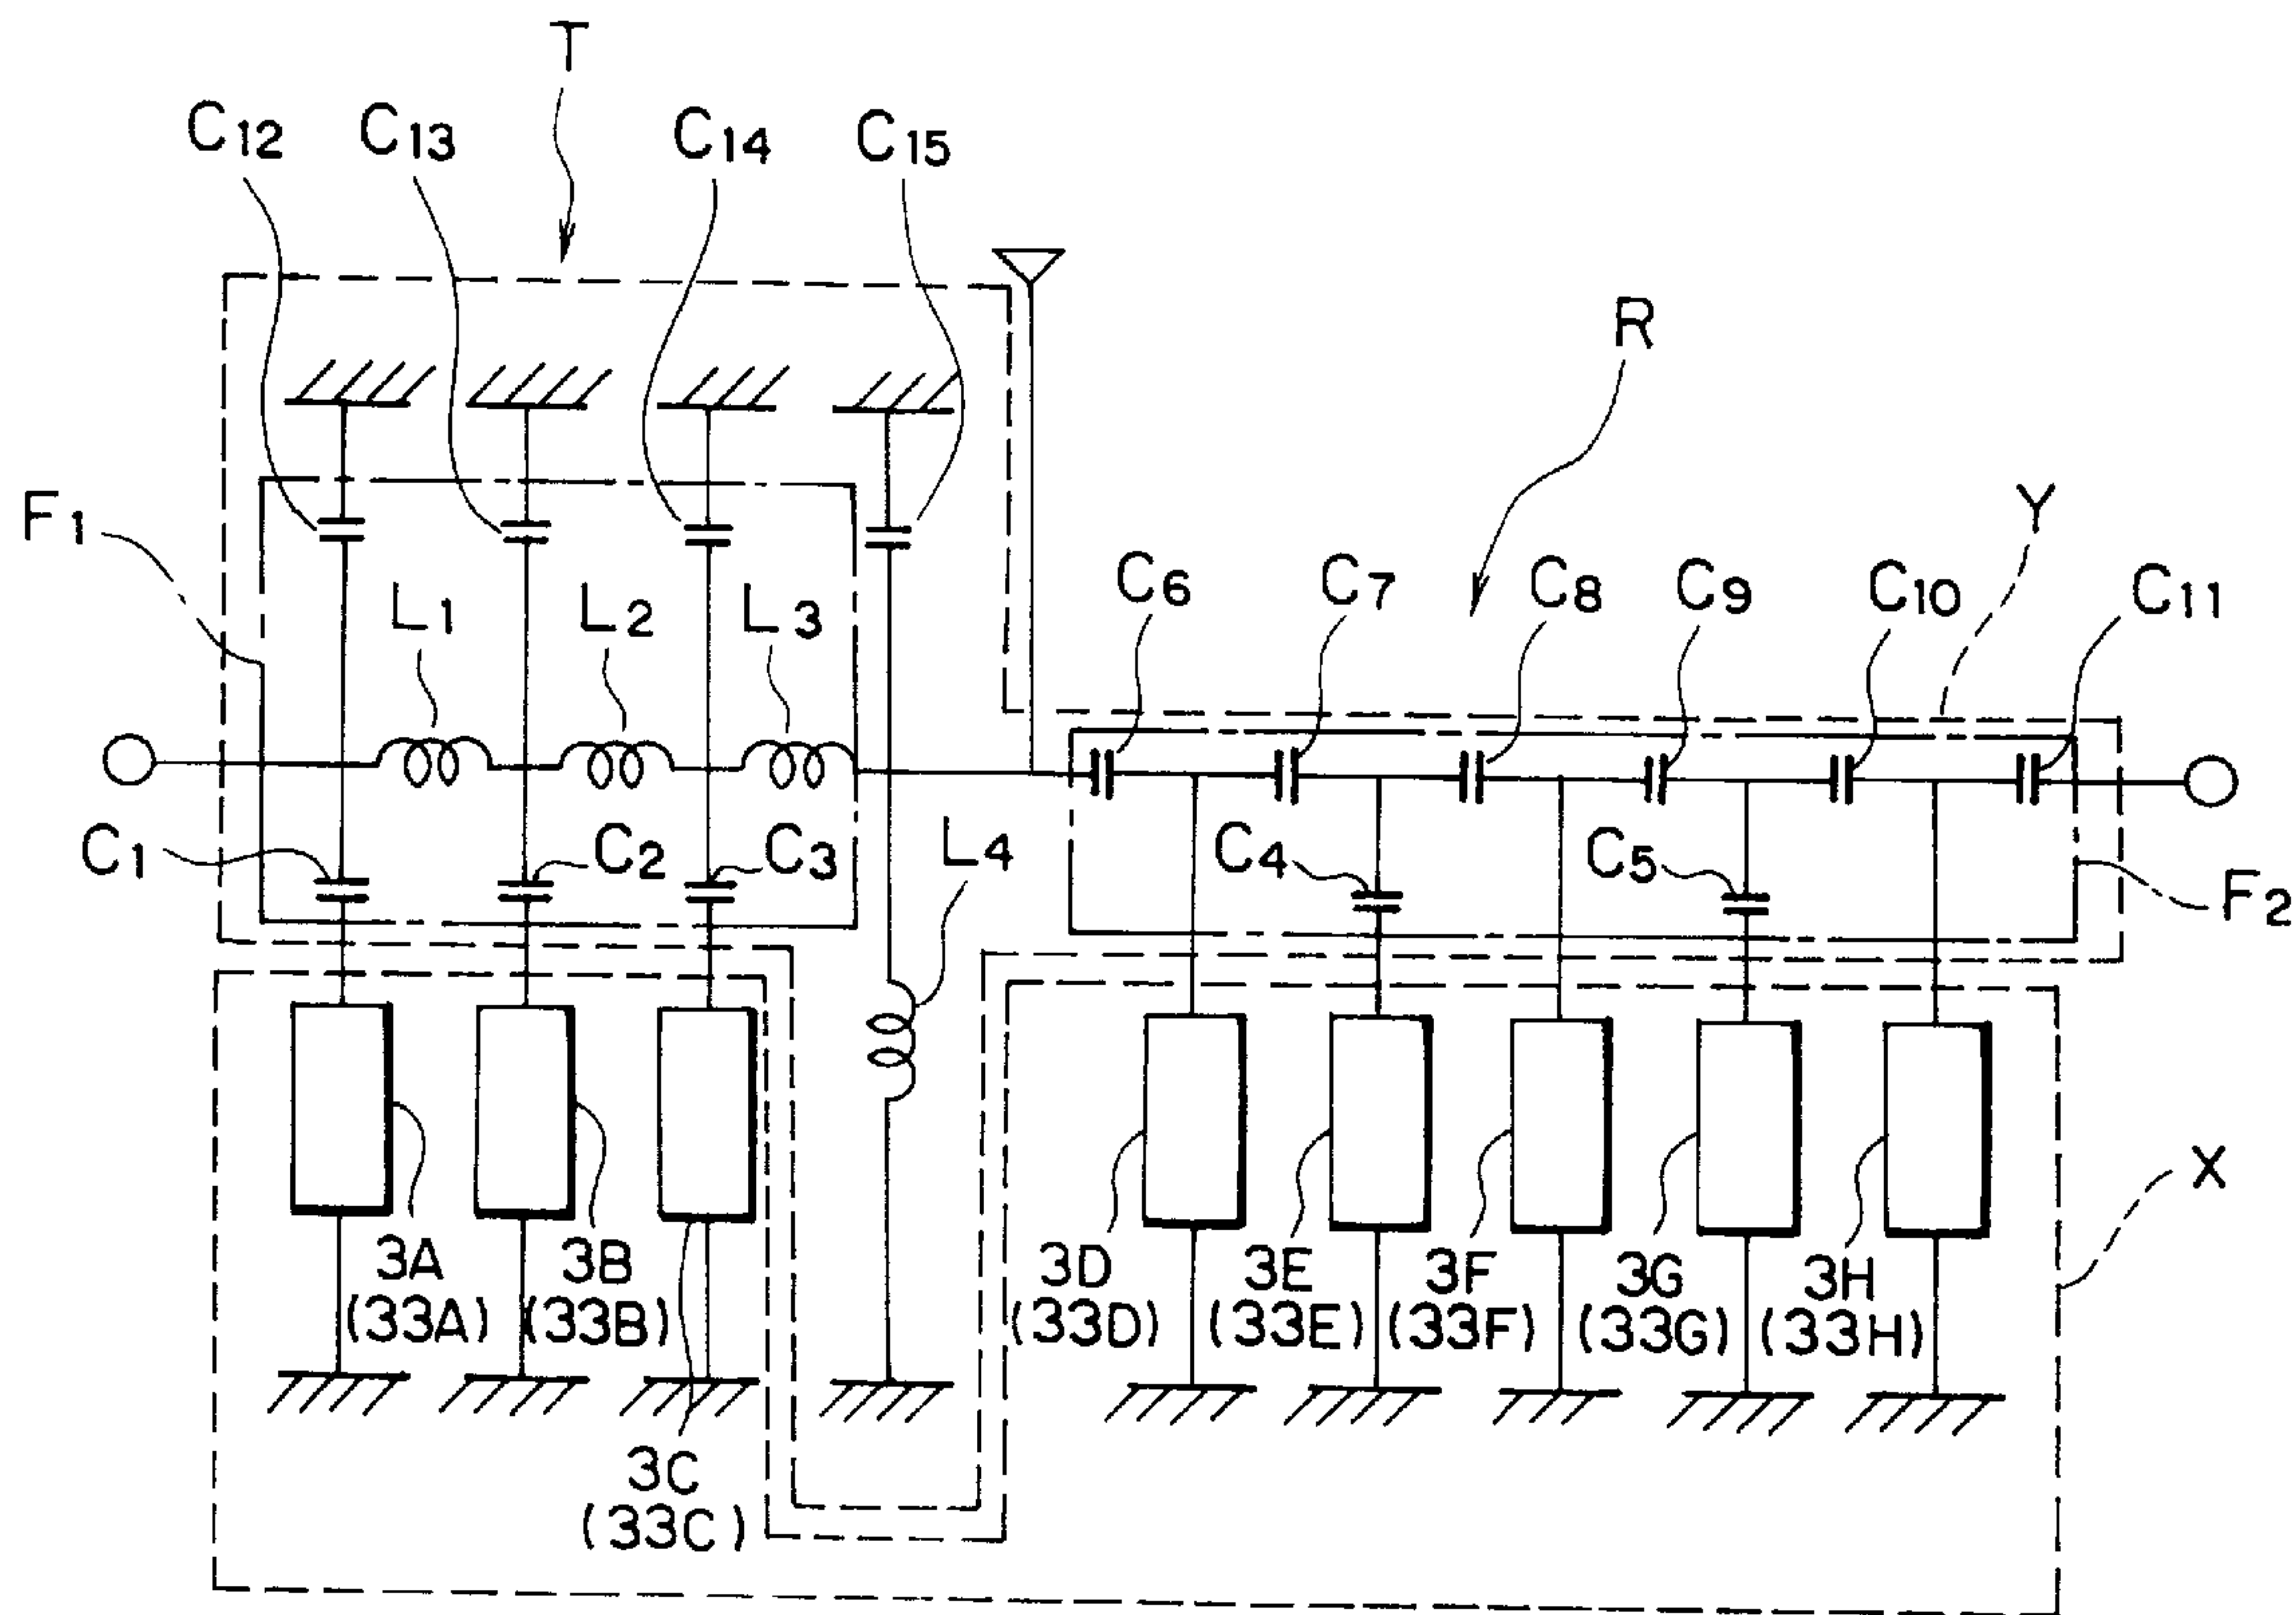 T
C12 C13 C14 C15
R
F1
Y
L1 L2 L3
C6 C7 C8 C9 C10 C11
C1 C2 C3 L4 C4 C5
F2
X
3A 3B 3D 3E 3F 3G 3H
(33A) (33B) (33D) (33E) (33F) (33G) (33H)
3C
(33C)